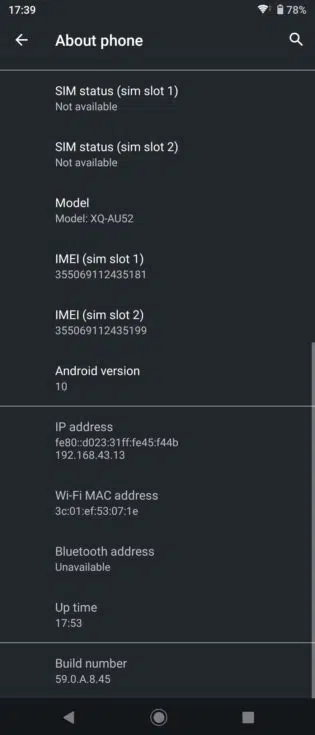 17:39
78%
About phone
SIM status (sim slot 1)
Not available
SIM status (sim slot 2)
Not available
Model
Model: XQ-AU52
IMEI (sim slot 1)
355069112435181
IMEI (sim slot 2)
355069112435199
Android version
10
IP address
fe80::d023:31ff:fe45:f44b
192.168.43.13
Wi-Fi MAC address
3c:01:ef:53:07:1e
Bluetooth address
Unavailable
Up time
17:53
Build number
59.0.A.8.45